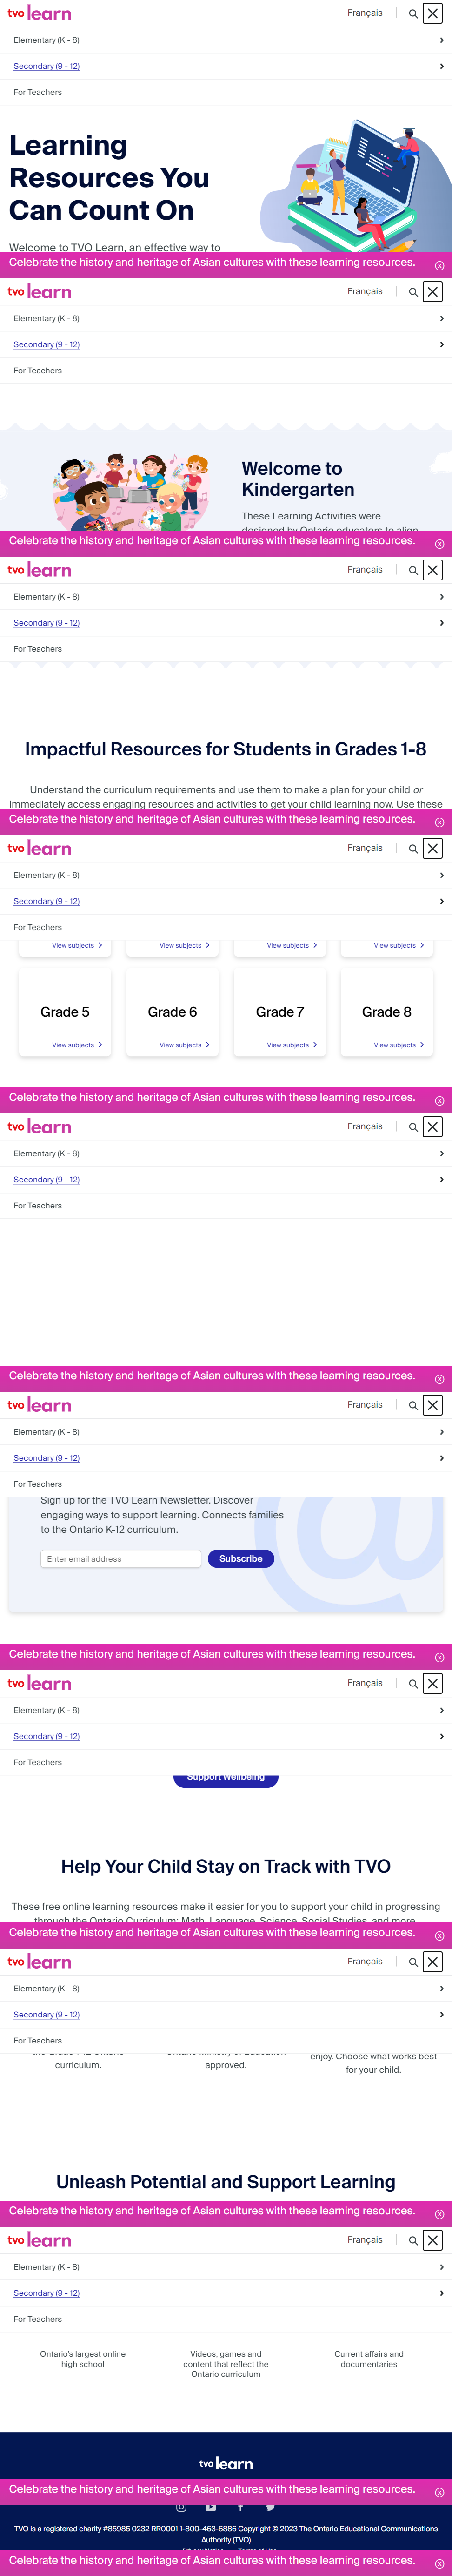 tvo learn
Français
Elementary (K - 8)
Secondary (9 - 12)
For Teachers
Learning
Resources You
Can Count On
Welcome to TVO Learn, an effective way to
Celebrate the history and heritage of Asian cultures with these learning resources.
tvo learn
Français
Elementary (K - 8)
Secondary (9 - 12)
For Teachers
Welcome to
Kindergarten
These Learning Activities were
designed by Ontario educators to align
Celebrate the history and heritage of Asian cultures with these learning resources.
tvo learn
Français
Elementary (K - 8)
Secondary (9 - 12)
For Teachers
Impactful Resources for Students in Grades 1-8
Understand the curriculum requirements and use them to make a plan for your child or
immediately access engaging resources and activities to get your child learning now. Use these
Celebrate the history and heritage of Asian cultures with these learning resources.
tvo learn
Français
Elementary (K - 8)
Secondary (9 - 12)
For Teachers
View subjects View subjects View subjects View subjects
Grade 5 Grade 6 Grade 7 Grade 8
View subjects View subjects View subjects View subjects
Celebrate the history and heritage of Asian cultures with these learning resources.
tvo learn
Français
Elementary (K - 8)
Secondary (9 - 12)
For Teachers
Celebrate the history and heritage of Asian cultures with these learning resources.
tvo learn
Français
Elementary (K - 8)
Secondary (9 - 12)
For Teachers
Sign up for the TVO Learn Newsletter. Discover
engaging ways to support learning. Connects families
to the Ontario K-12 curriculum.
Enter email address
Subscribe
Celebrate the history and heritage of Asian cultures with these learning resources.
tvo learn
Français
Elementary (K - 8)
Secondary (9 - 12)
For Teachers
Support Wellbeing
Help Your Child Stay on Track with TVO
These free online learning resources make it easier for you to support your child in progressing
through the Ontario Curriculum: Math, Language, Science, Social Studies, and more
Celebrate the history and heritage of Asian cultures with these learning resources.
tvo learn
Français
Elementary (K - 8)
Secondary (9 - 12)
For Teachers
curriculum.
approved.
enjoy. Choose what works best
for your child.
Unleash Potential and Support Learning
Celebrate the history and heritage of Asian cultures with these learning resources.
tvo learn
Français
Elementary (K - 8)
Secondary (9 - 12)
For Teachers
Ontario's largest online
high school
Videos, games and
content that reflect the
Ontario curriculum
Current affairs and
documentaries
tvo learn
Celebrate the history and heritage of Asian cultures with these learning resources.
TVO is a registered charity #85985 0232 RR0001 1-800-463-6886 Copyright © 2023 The Ontario Educational Communications
Authority (TVO)
Celebrate the history and heritage of Asian cultures with these learning resources.